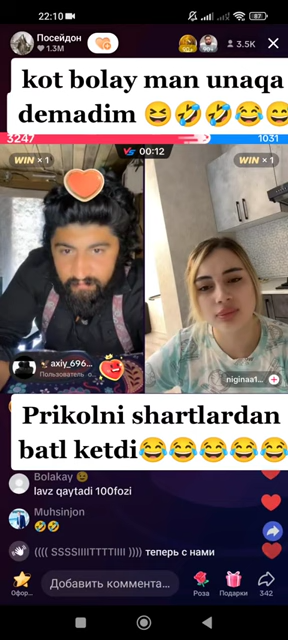 22:10
87
Посейдон
1.3M
3.5K
kot bolay man unaqa
demadim 😆🤣🤣😂😄
3247
1031
WIN × 1
VS 00:12
WIN × 1
axiy_696...
Пользователь о...
niginaa1...
Prikolni shartlardan
batl ketdi😂😂😂😂😂
Bolakay 😉
lavz qaytadi 100fozi
Muhsinjon
🤣🤣
(((( SSSSIIIITTTTIIII )))) теперь с нами
Офор...
Добавить коммента...
Роза
Подарки
342